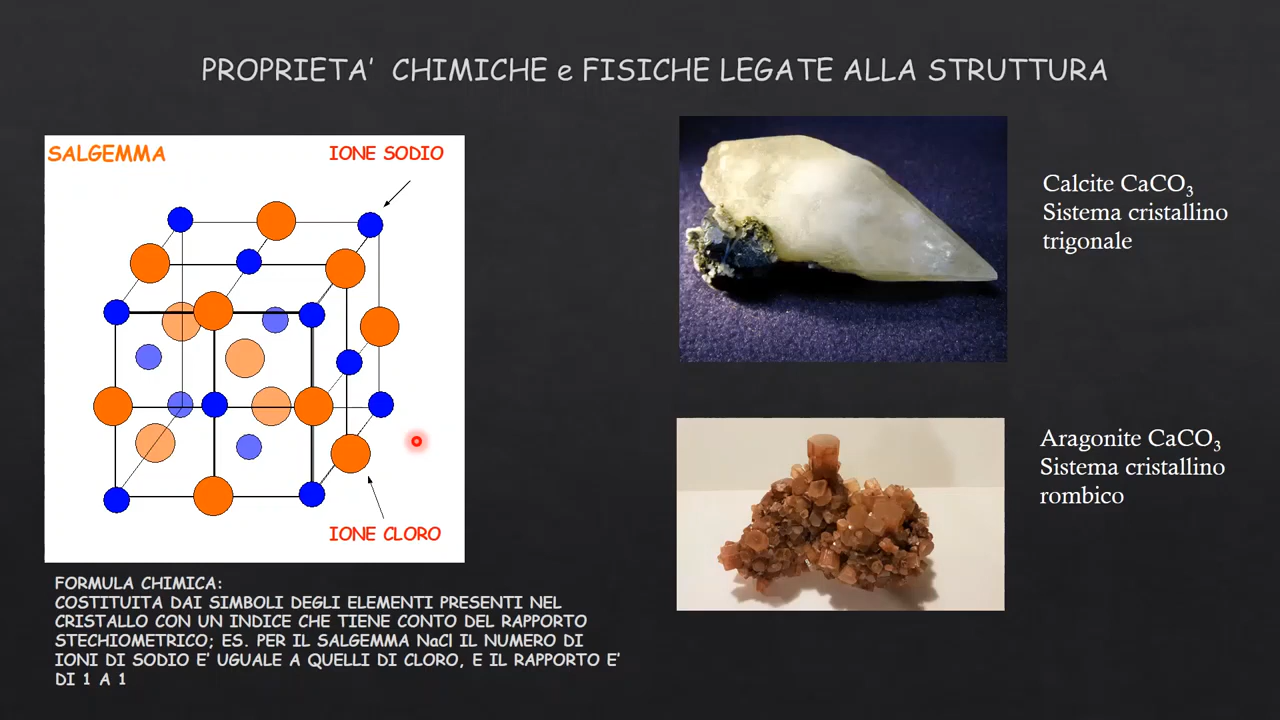 PROPRIETA' CHIMICHE e FISICHE LEGATE ALLA STRUTTURA
SALGEMMA
IONE SODIO
IONE CLORO
FORMULA CHIMICA:
COSTITUITA DAI SIMBOLI DEGLI ELEMENTI PRESENTI NEL
CRISTALLO CON UN INDICE CHE TIENE CONTO DEL RAPPORTO
STECHIOMETRICO; ES. PER IL SALGEMMA NaCl IL NUMERO DI
IONI DI SODIO E' UGUALE A QUELLI DI CLORO, E IL RAPPORTO E'
DI 1 A 1
Calcite CaCO₃
Sistema cristallino
trigonale
Aragonite CaCO₃
Sistema cristallino
rombico